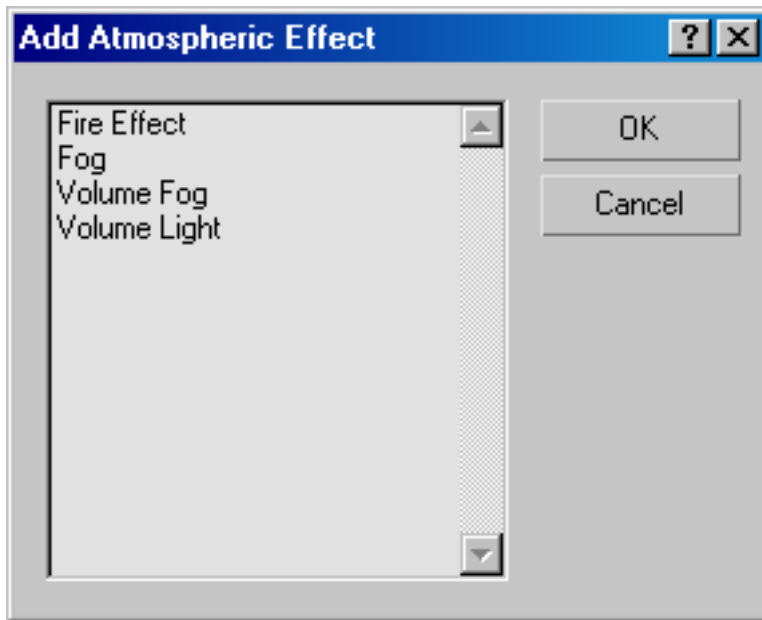 Add Atmospheric Effect
Fire Effect
Fog
Volume Fog
Volume Light
OK
Cancel